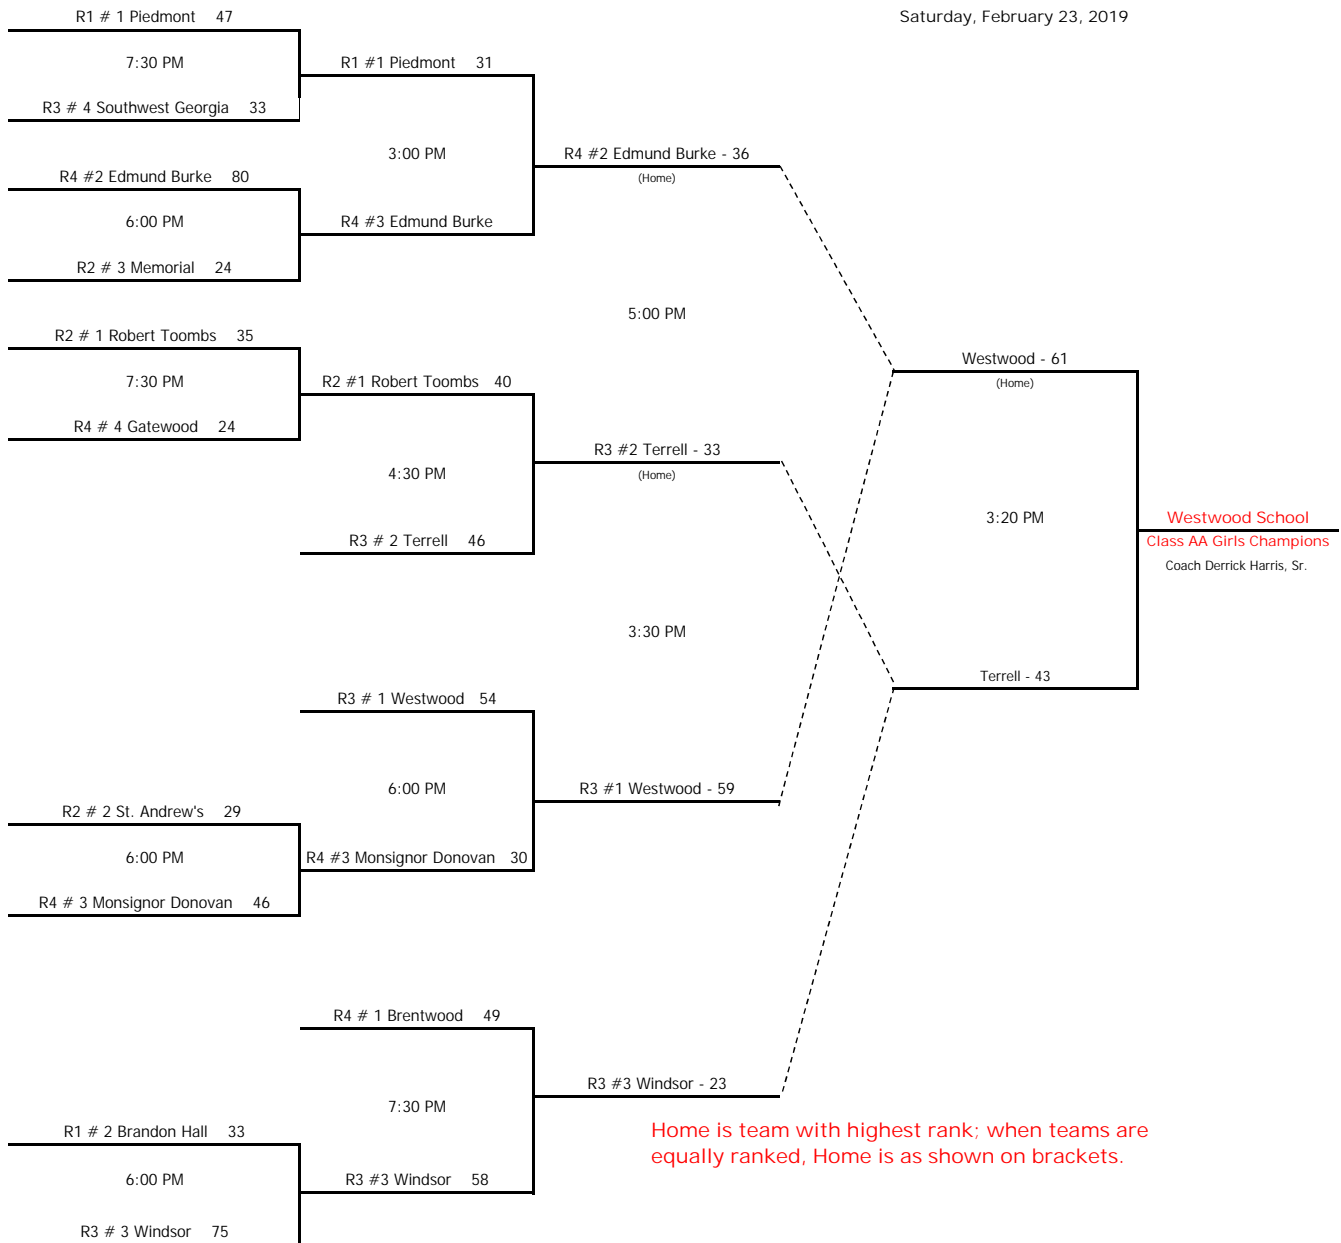 R1 # 1 Piedmont 47
Saturday, February 23, 2019
7:30 PM
R1 #1 Piedmont 31
R3 # 4 Southwest Georgia 33
3:00 PM
R4 #2 Edmund Burke - 36
(Home)
R4 #2 Edmund Burke 80
6:00 PM
R4 #3 Edmund Burke
R2 # 3 Memorial 24
5:00 PM
R2 # 1 Robert Toombs 35
Westwood - 61
(Home)
7:30 PM
R2 #1 Robert Toombs 40
R4 # 4 Gatewood 24
R3 #2 Terrell - 33
(Home)
4:30 PM
3:20 PM
Westwood School
Class AA Girls Champions
Coach Derrick Harris, Sr.
R3 # 2 Terrell 46
3:30 PM
Terrell - 43
R3 # 1 Westwood 54
6:00 PM
R3 #1 Westwood - 59
R2 # 2 St. Andrew's 29
6:00 PM
R4 #3 Monsignor Donovan 30
R4 # 3 Monsignor Donovan 46
R4 # 1 Brentwood 49
R3 #3 Windsor - 23
7:30 PM
Home is team with highest rank; when teams are
equally ranked, Home is as shown on brackets.
R1 # 2 Brandon Hall 33
6:00 PM
R3 #3 Windsor 58
R3 # 3 Windsor 75